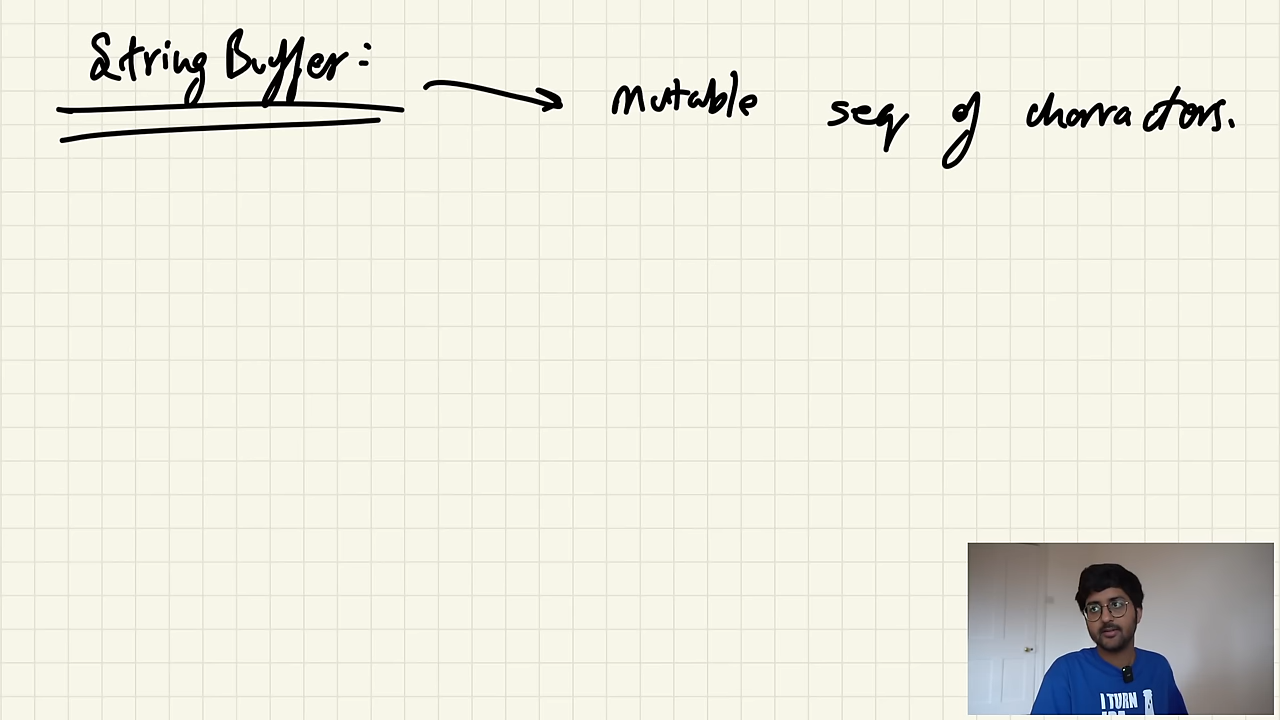 String Buffer:
Mutable seq of charractors.
I TURN